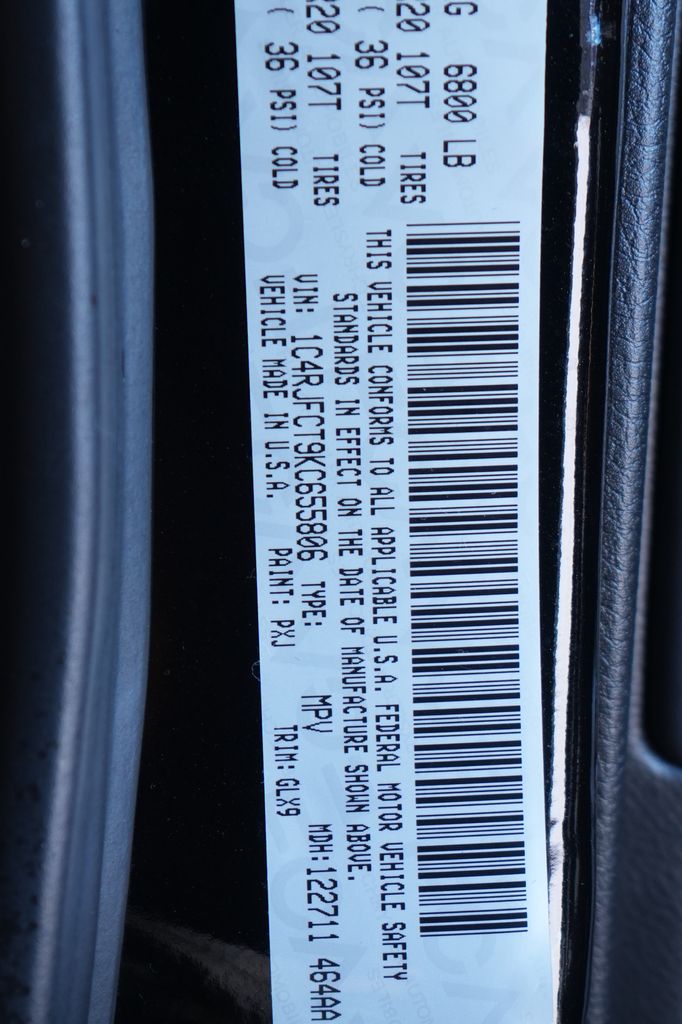 G 6800 LB
20 107T TIRES
( 36 PSI) COLD
20 107T TIRES
( 36 PSI) COLD
THIS VEHICLE CONFORMS TO ALL APPLICABLE U.S.A. FEDERAL MOTOR VEHICLE SAFETY
STANDARDS IN EFFECT ON THE DATE OF MANUFACTURE SHOWN ABOVE.
VIN: 1C4RJFCT9KC655806 TYPE: MPV MDH:122711 464AA
VEHICLE MADE IN U.S.A. PAINT: PXJ TRIM: GLX9